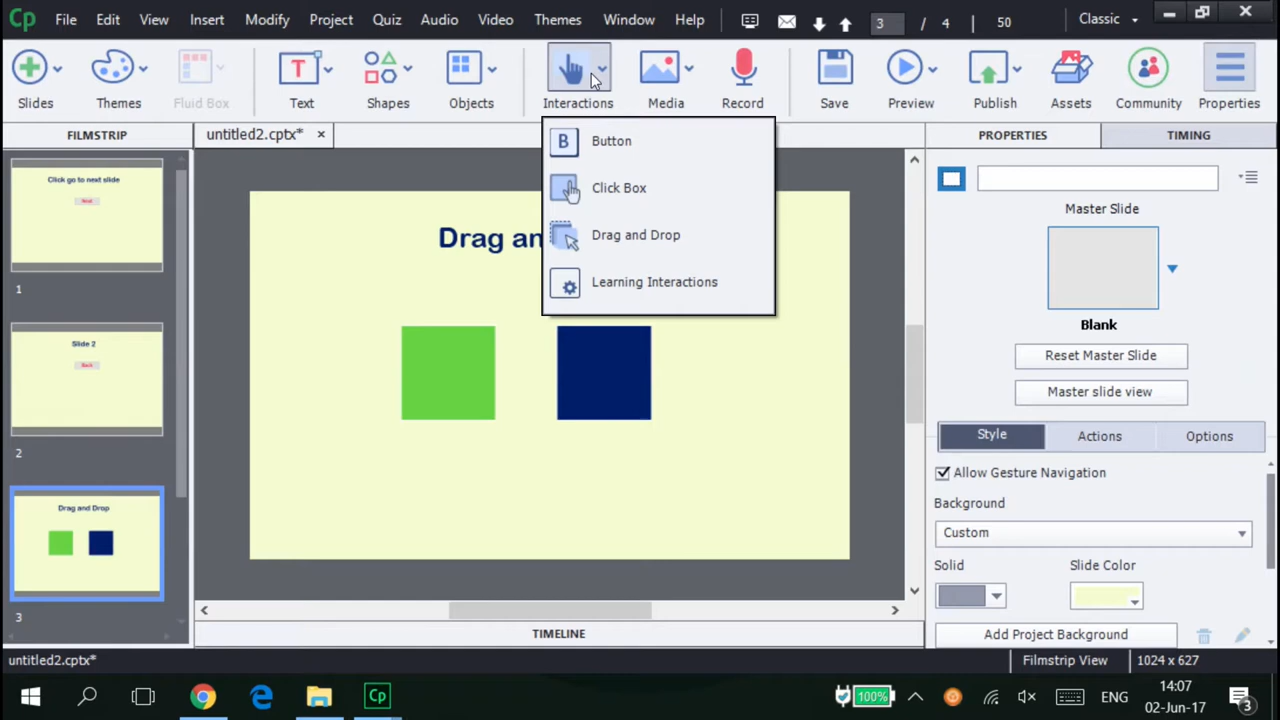 Cp File Edit View Insert Modify Project Quiz Audio Video Themes Window Help 3 / 4 50 Classic
Slides Themes Fluid Box Text Shapes Objects Interactions Media Record Save Preview Publish Assets Community Properties
FILMSTRIP untitled2.cptx* × PROPERTIES TIMING
B Button
Click Box
Drag and Drop
Learning Interactions
Click go to next slide
Next
1
Slide 2
Back
2
Drag and Drop
3
Drag an
Master Slide
Blank
Reset Master Slide
Master slide view
Style Actions Options
Allow Gesture Navigation
Background
Custom
Solid Slide Color
Add Project Background
TIMELINE
untitled2.cptx* Filmstrip View 1024 x 627
Cp 100% ENG 14:07
02-Jun-17 3